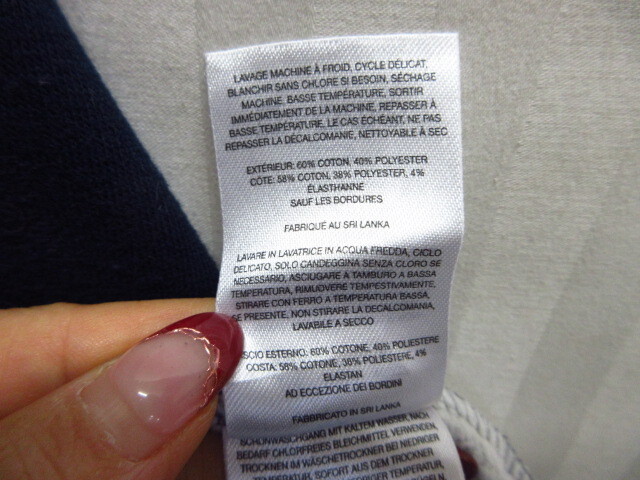 LAVAGE MACHINE À FROID, CYCLE DÉLICAT,
BLANCHIR SANS CHLORE SI BESOIN, SÉCHAGE
MACHINE, BASSE TEMPÉRATURE, SORTIR
IMMÉDIATEMENT DE LA MACHINE, REPASSER À
BASSE TEMPÉRATURE, LE CAS ÉCHÉANT, NE PAS
REPASSER LA DÉCALCOMANIE, NETTOYABLE À SEC
EXTÉRIEUR: 60% COTON, 40% POLYESTER
CÔTE: 58% COTON, 38% POLYESTER, 4%
ÉLASTHANNE
SAUF LES BORDURES
FABRIQUÉ AU SRI LANKA
LAVARE IN LAVATRICE IN ACQUA FREDDA, CICLO
DELICATO, SOLO CANDEGGINA SENZA CLORO SE
NECESSARIO, ASCIUGARE A TAMBURO A BASSA
TEMPERATURA, RIMUOVERE TEMPESTIVAMENTE,
STIRARE CON FERRO A TEMPERATURA BASSA,
SE PRESENTE, NON STIRARE LA DECALCOMANIA,
LAVABILE A SECCO
SCIO ESTERNO: 60% COTONE, 40% POLIESTERE
COSTA: 58% COTONE, 38% POLIESTERE, 4%
ELASTAN
AD ECCEZIONE DEI BORDINI
FABBRICATO IN SRI LANKA
SCHONWASCHGANG MIT KALTEM WASSER, NACH
BEDARF CHLORFREIES BLEICHMITTEL VERWENDEN,
TROCKNEN IM WÄSCHETROCKNER BEI NIEDRIGER
TEMPERATUR, SOFORT AUS DEM TROCKNER